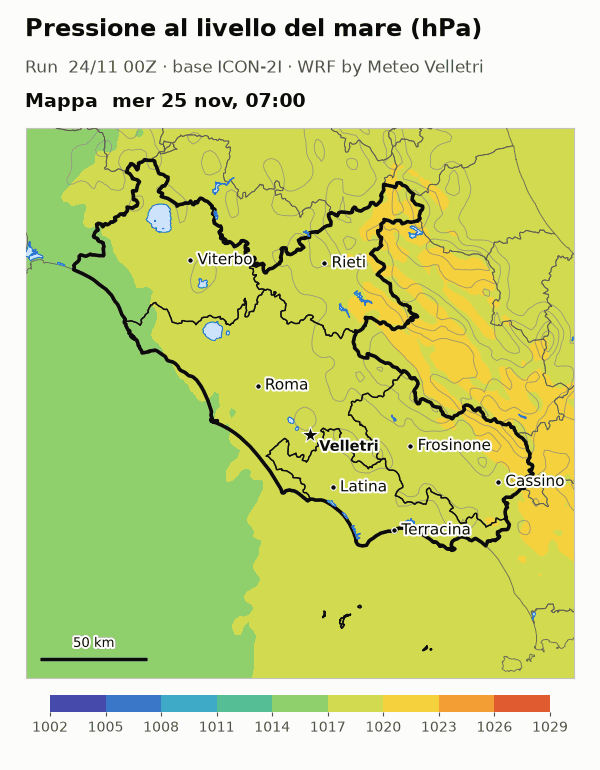 Pressione al livello del mare (hPa)
Run  24/11 00Z · base ICON-2I · WRF by Meteo Velletri
Mappa  mer 25 nov, 07:00
Viterbo
Rieti
Roma
Velletri
Frosinone
Latina
Cassino
Terracina
50 km
1002 1005 1008 1011 1014 1017 1020 1023 1026 1029